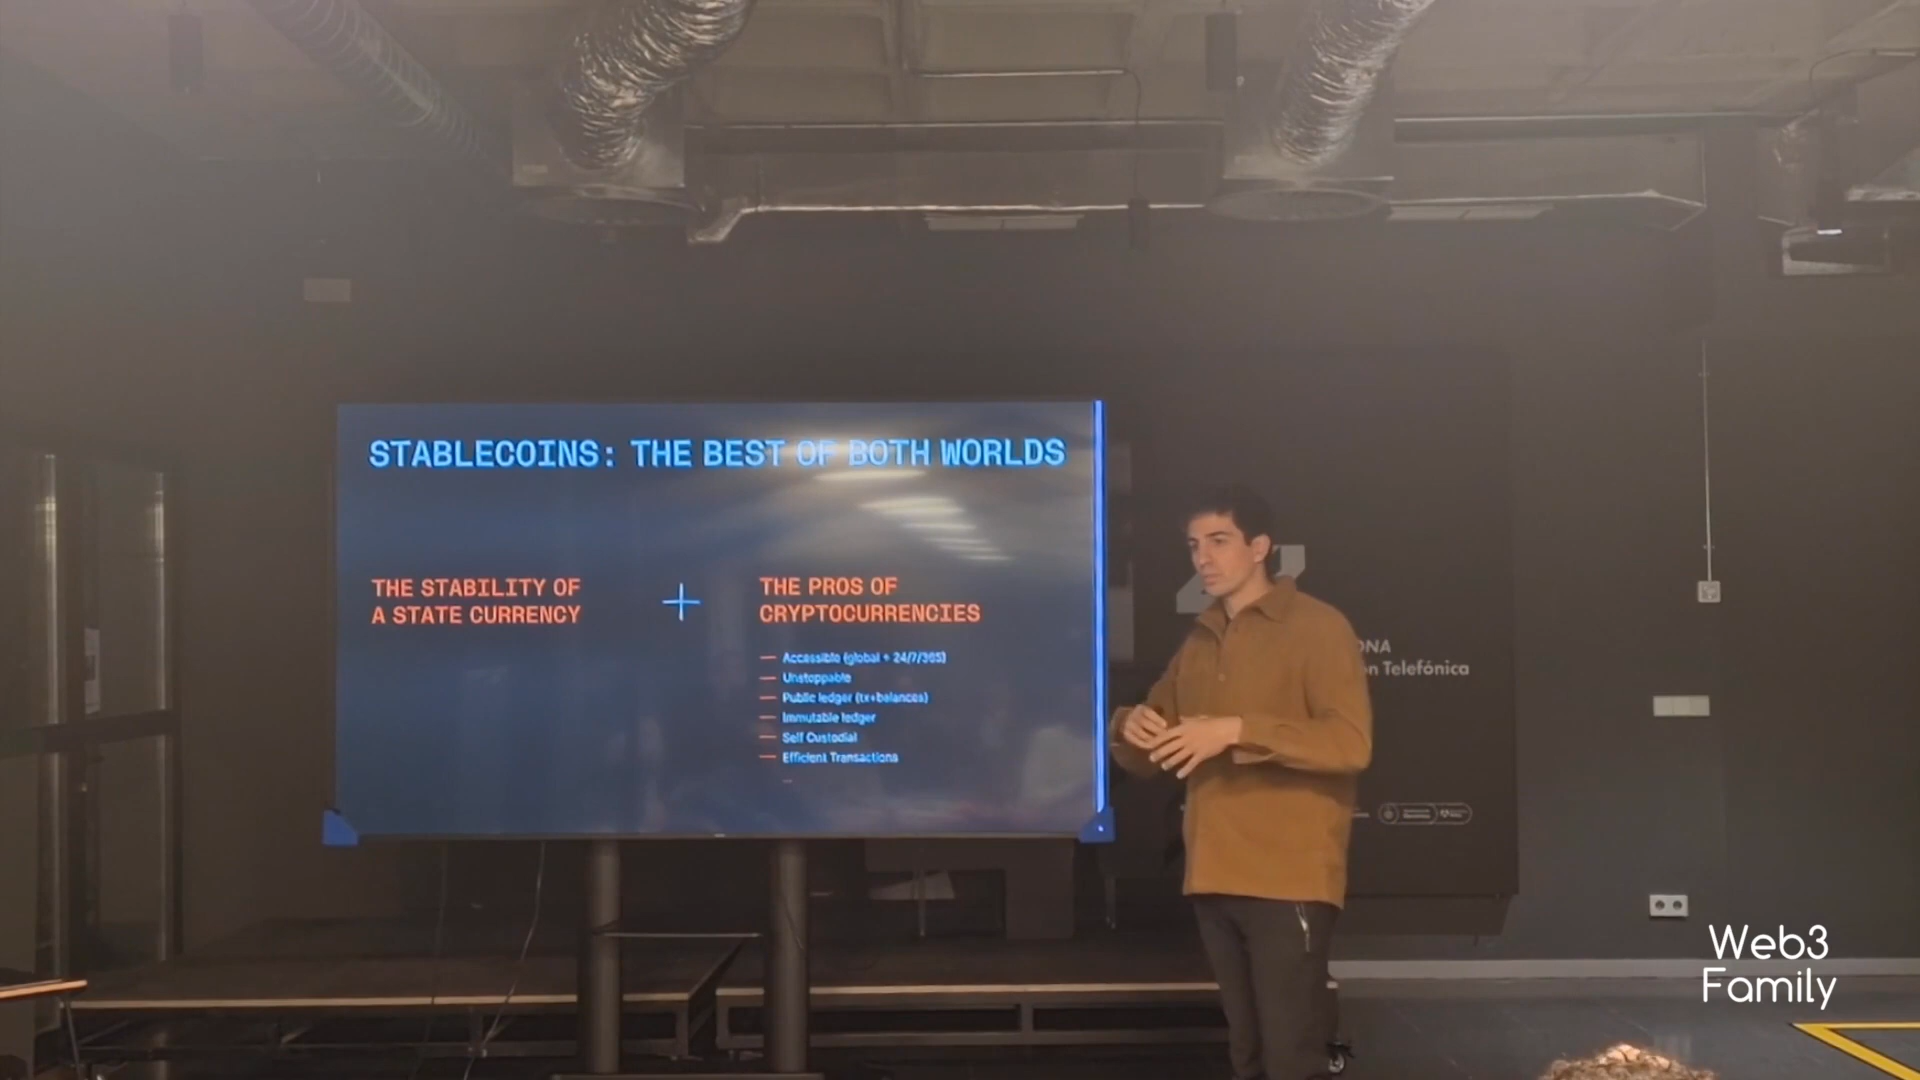 STABLECOINS: THE BEST OF BOTH WORLDS
THE STABILITY OF
A STATE CURRENCY
+
THE PROS OF
CRYPTOCURRENCIES
— Accessible (global + 24/7/365)
— Unstoppable
— Public ledger (tx+balances)
— Immutable ledger
— Self Custodial
— Efficient Transactions
...
Telefónica
Web3
Family